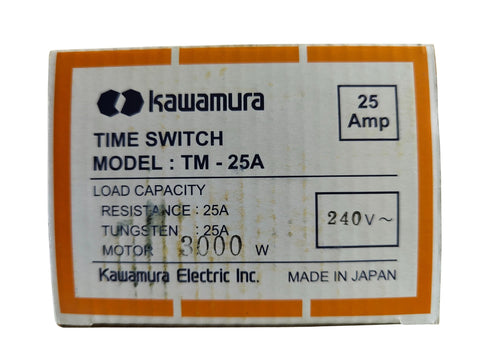 Kawamura
25
Amp
TIME SWITCH
MODEL : TM - 25A
LOAD CAPACITY
RESISTANCE : 25A
TUNGSTEN : 25A
MOTOR 3000 W
240V~
Kawamura Electric Inc. MADE IN JAPAN